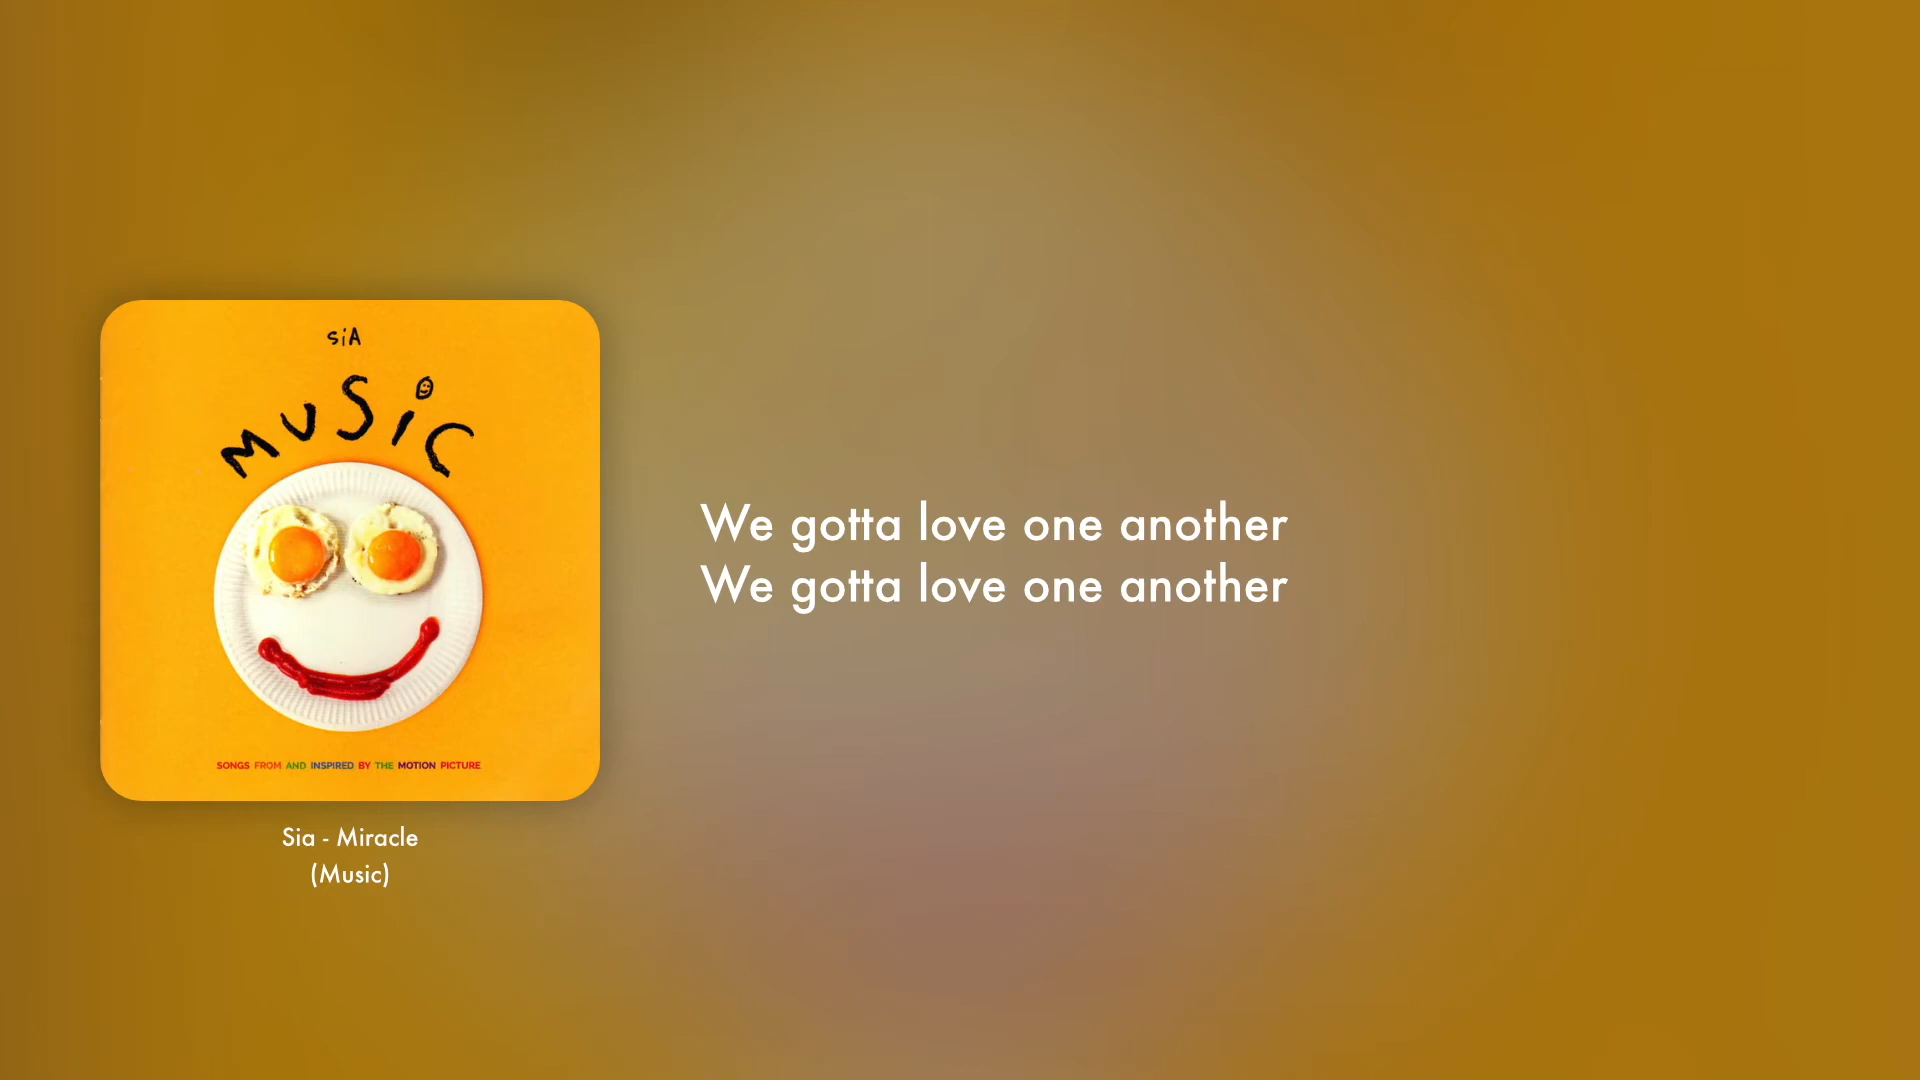 SiA
MUSiC
SONGS FROM AND INSPIRED BY THE MOTION PICTURE
Sia - Miracle
(Music)
We gotta love one another
We gotta love one another